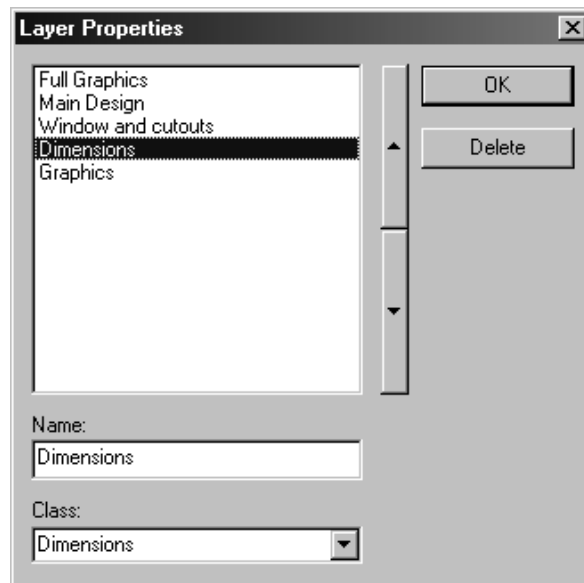 Layer Properties
Full Graphics
Main Design
Window and cutouts
Dimensions
Graphics
OK
Delete
Name:
Dimensions
Class:
Dimensions